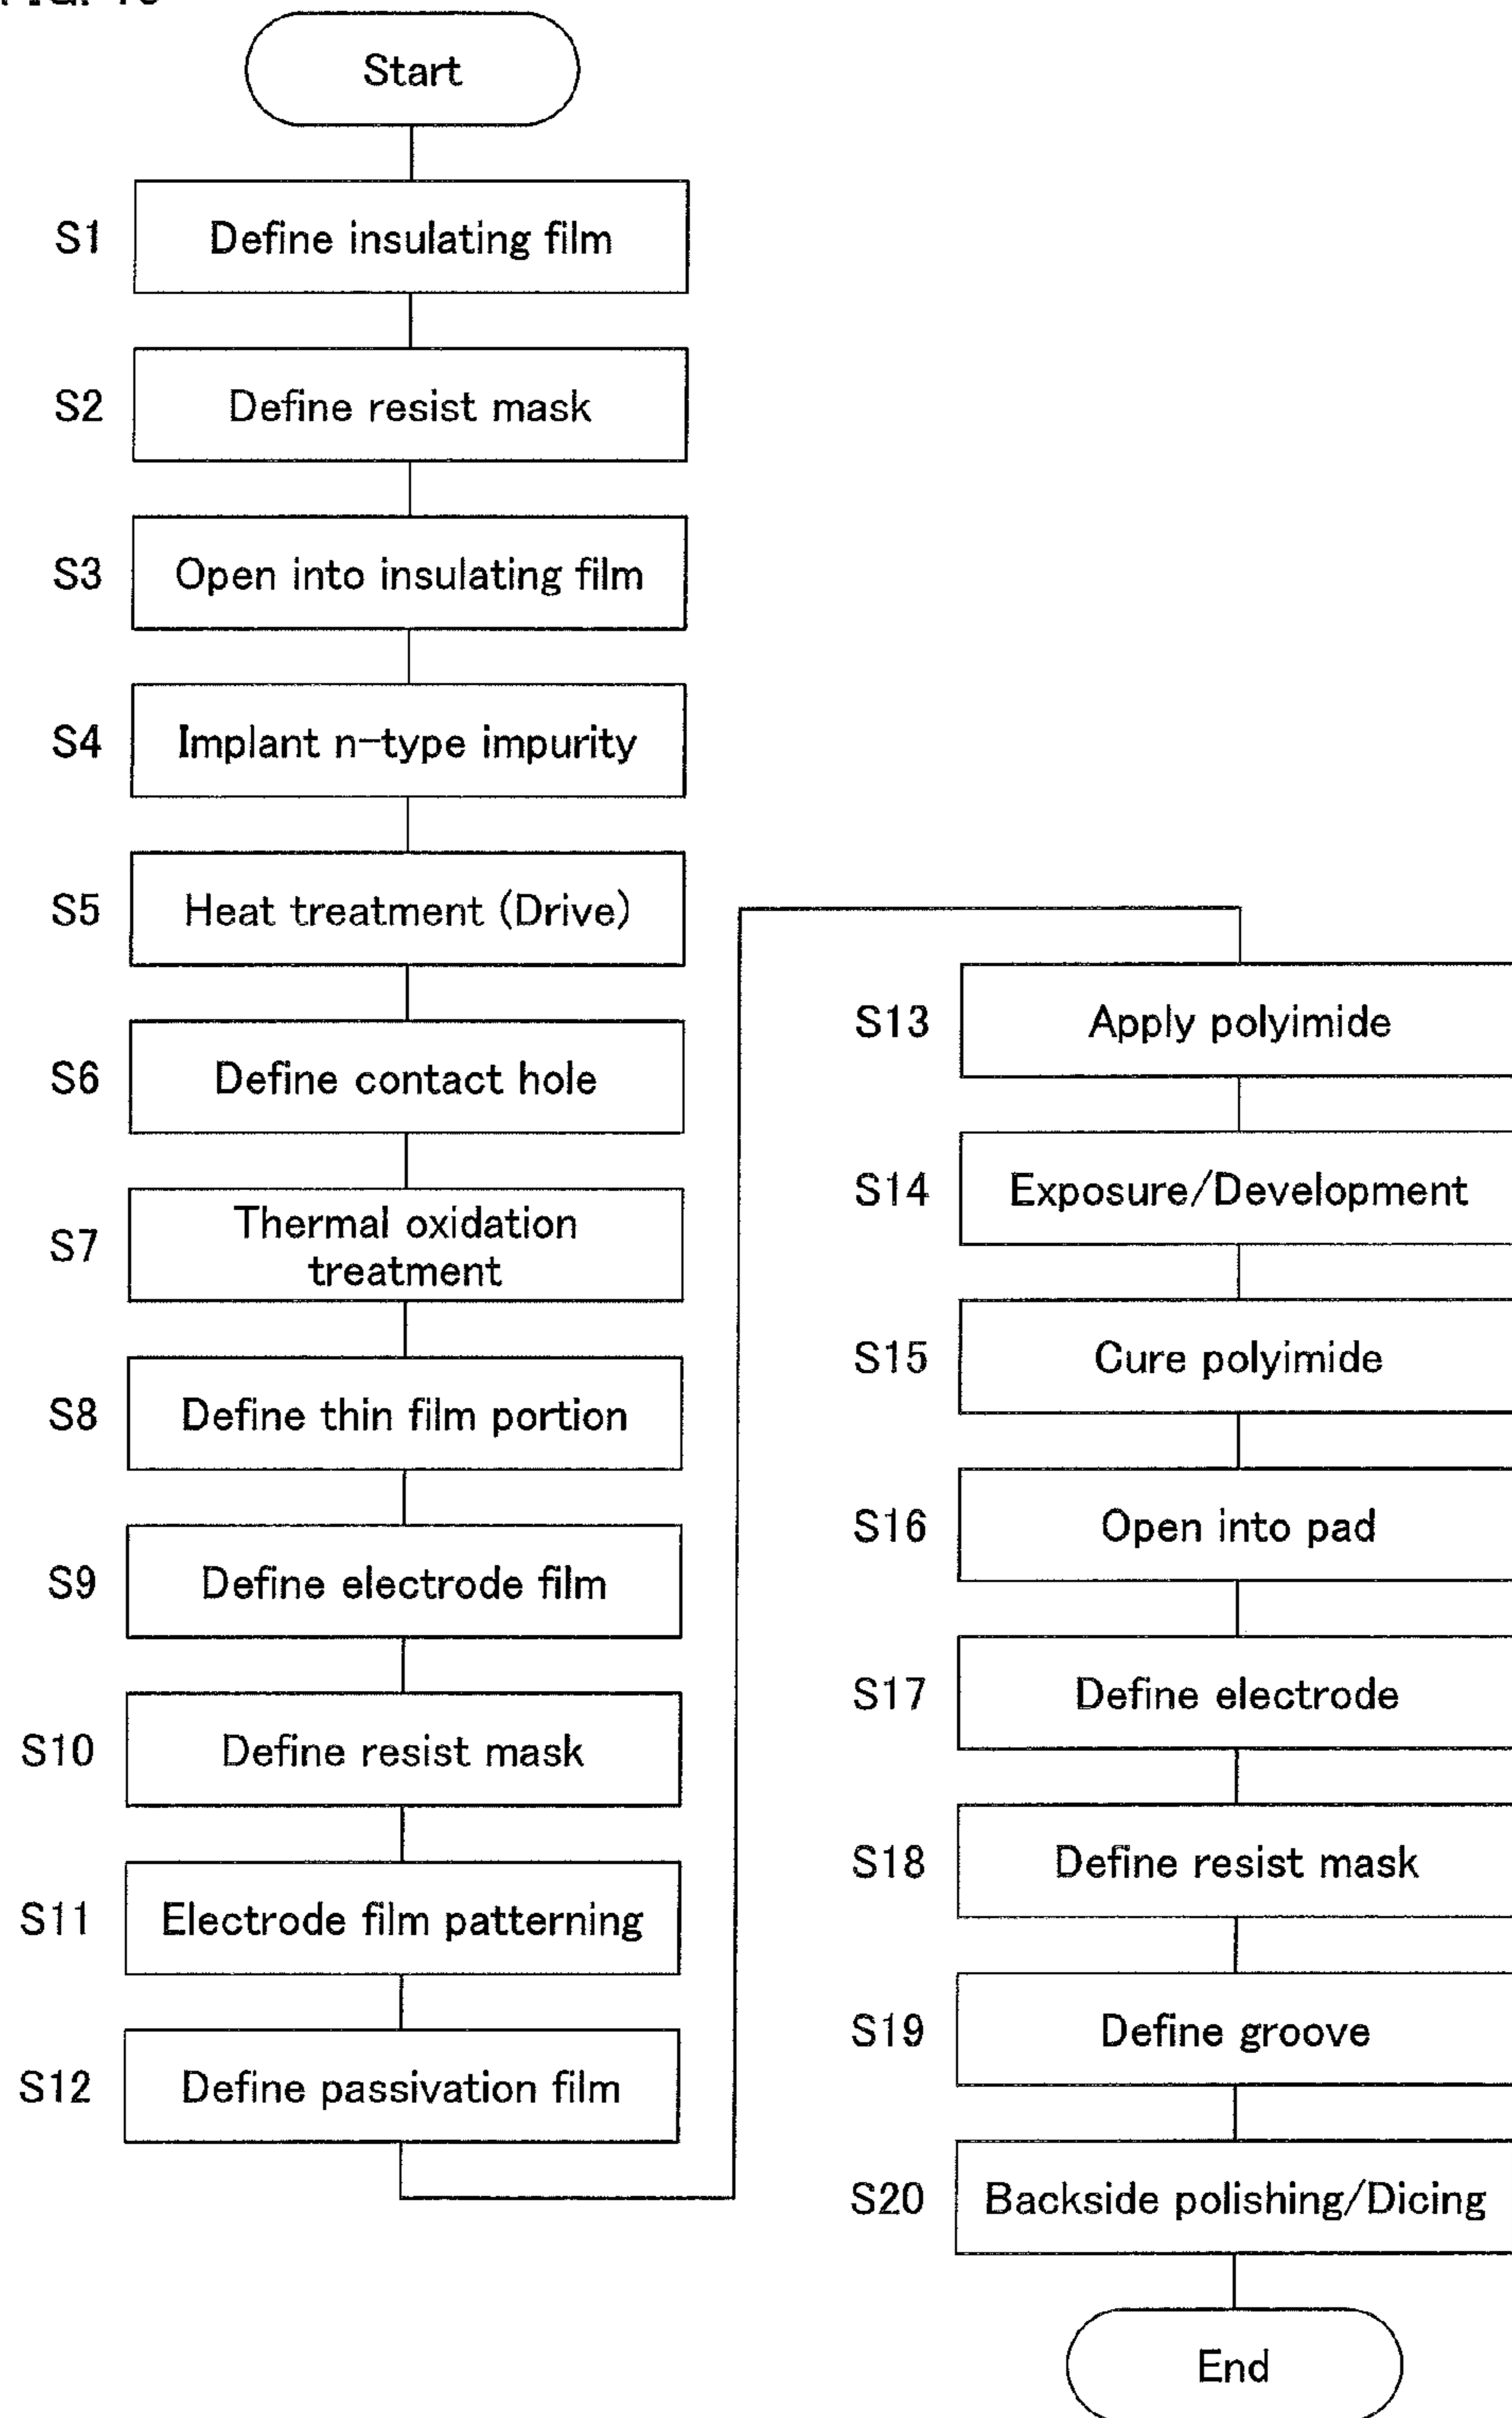 Start
S1 Define insulating film
S2 Define resist mask
S3 Open into insulating film
S4 Implant n-type impurity
S5 Heat treatment (Drive)
S6 Define contact hole
S7 Thermal oxidation
treatment
S8 Define thin film portion
S9 Define electrode film
S10 Define resist mask
S11 Electrode film patterning
S12 Define passivation film
S13 Apply polyimide
S14 Exposure/Development
S15 Cure polyimide
S16 Open into pad
S17 Define electrode
S18 Define resist mask
S19 Define groove
S20 Backside polishing/Dicing
End